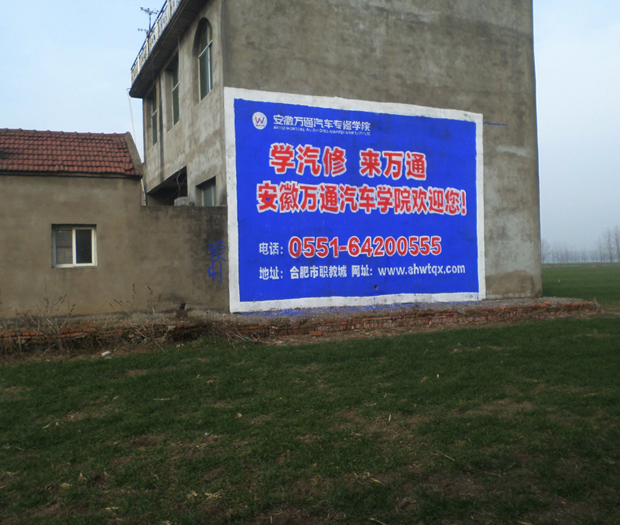 安徽万通汽车专修学院
学汽修 来万通
安徽万通汽车学院欢迎您!
电话: 0551-64200555
地址: 合肥市职教城 网址: www.ahwtqx.com